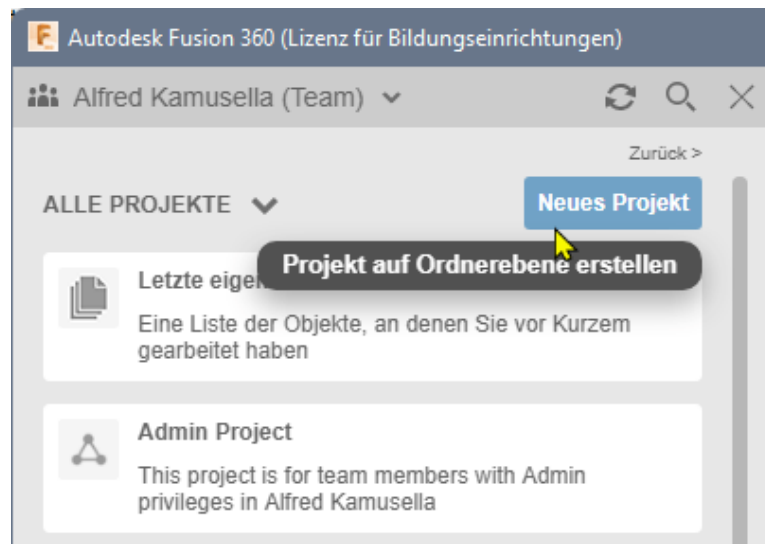 Autodesk Fusion 360 (Lizenz für Bildungseinrichtungen)
Alfred Kamusella (Team)
Zurück >
ALLE PROJEKTE
Neues Projekt
Projekt auf Ordnerebene erstellen
Letzte
Eine Liste der Objekte, an denen Sie vor Kurzem
gearbeitet haben
Admin Project
This project is for team members with Admin
privileges in Alfred Kamusella